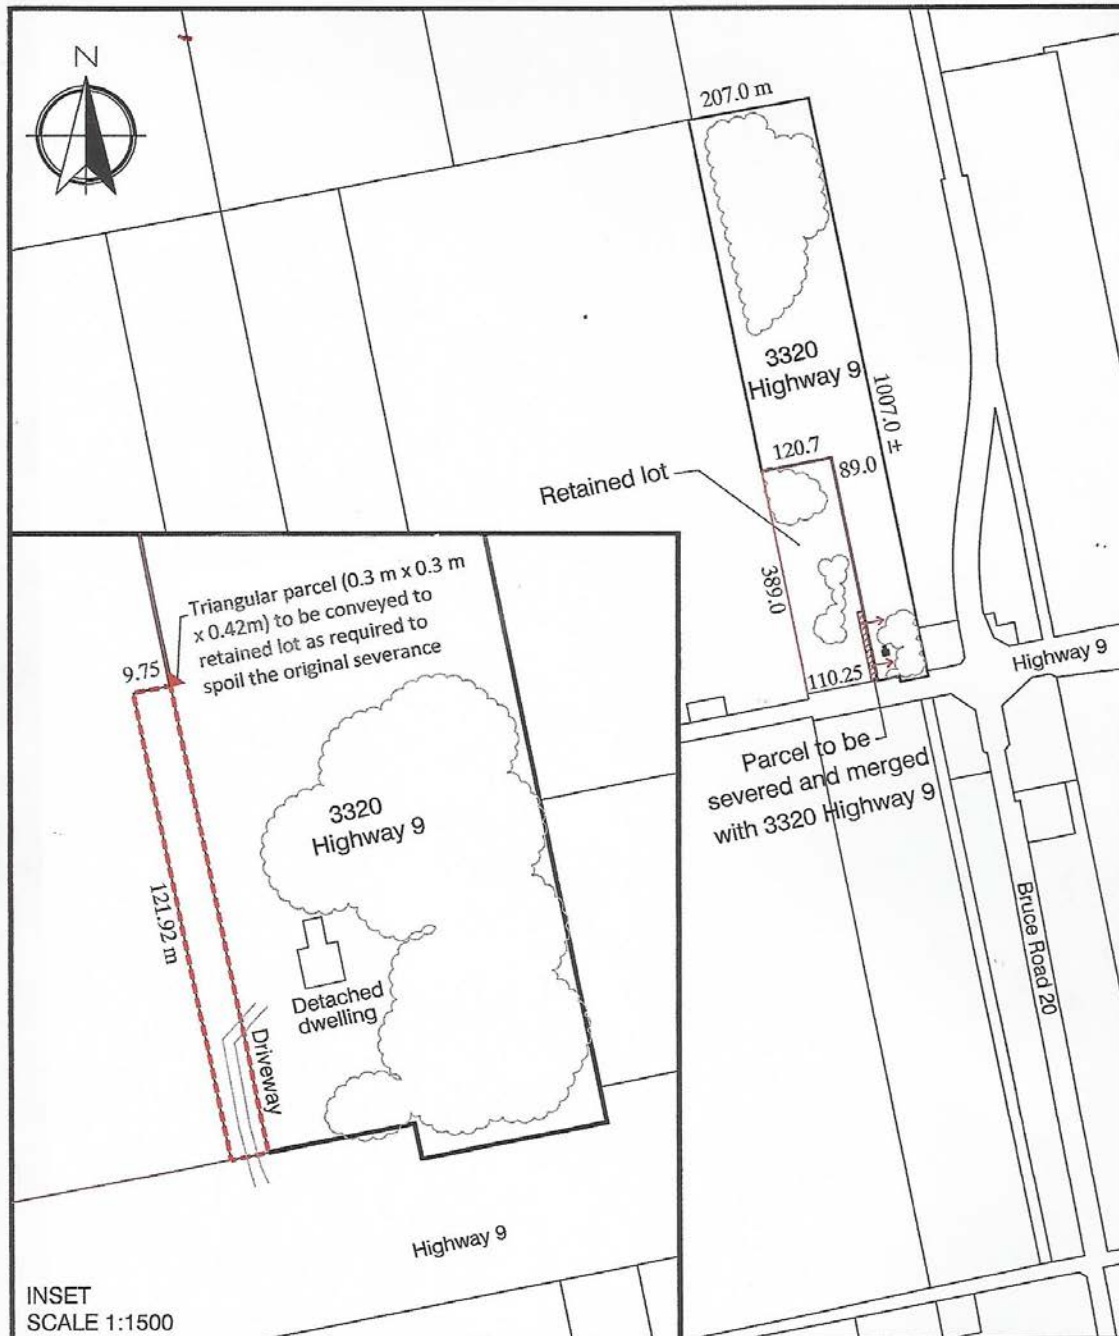 N
207.0 m
3320
Highway 9
1007.0 ±
120.7
89.0
Retained lot
389.0
110.25
Highway 9
Parcel to be
severed and merged
with 3320 Highway 9
Bruce Road 20
Triangular parcel (0.3 m x 0.3 m
x 0.42m) to be conveyed to
retained lot as required to
spoil the original severance
9.75
3320
Highway 9
121.92 m
Detached
dwelling
Driveway
Highway 9
INSET
SCALE 1:1500